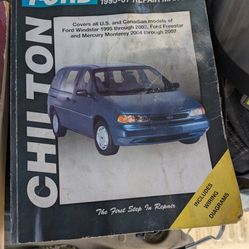 FORD
1995-07 REPAIR MANUAL
Covers all U.S. and Canadian models of
Ford Windstar 1995 through 2003, Ford Freestar
and Mercury Monterey 2004 through 2007
CHILTON
INCLUDES
WIRING
DIAGRAMS
The First Step In Repair